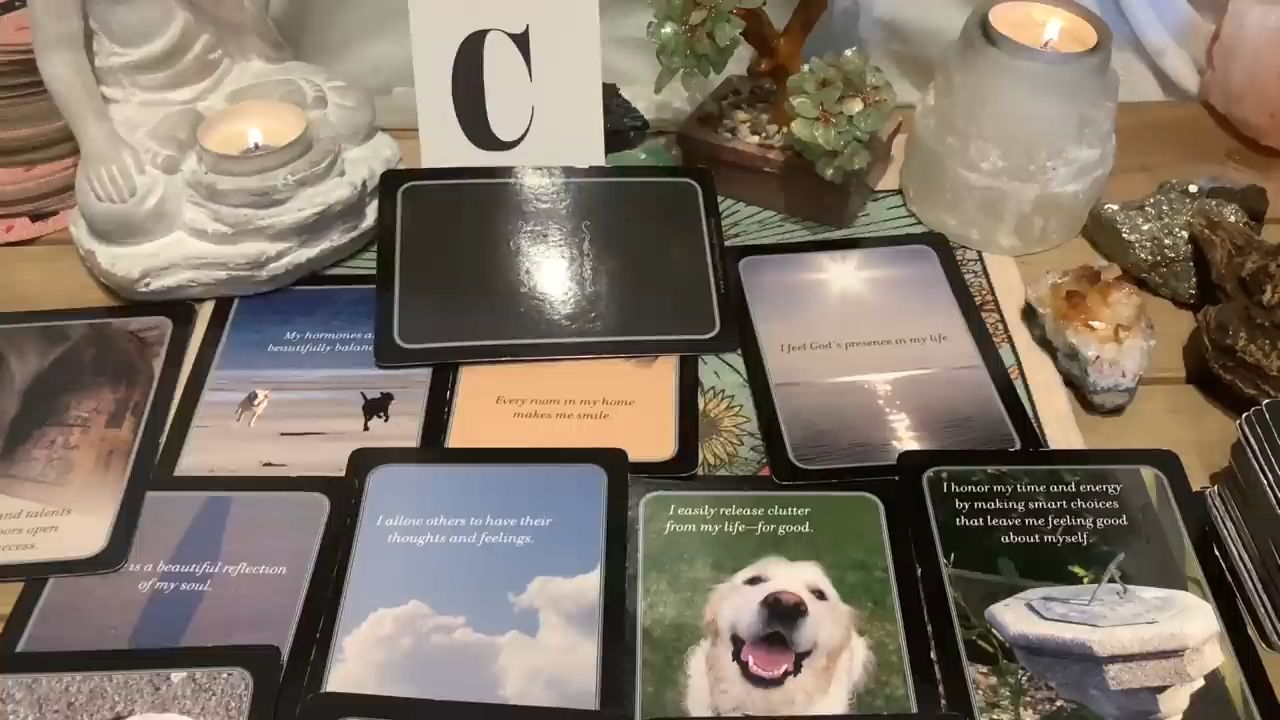 C
My hormones a
beautifully balan
Every room in my home
makes me smile.
I feel God's presence in my life.
and talents
oors open
ccess.
is a beautiful reflection
of my soul.
I allow others to have their
thoughts and feelings.
I easily release clutter
from my life—for good.
I honor my time and energy
by making smart choices
that leave me feeling good
about myself.